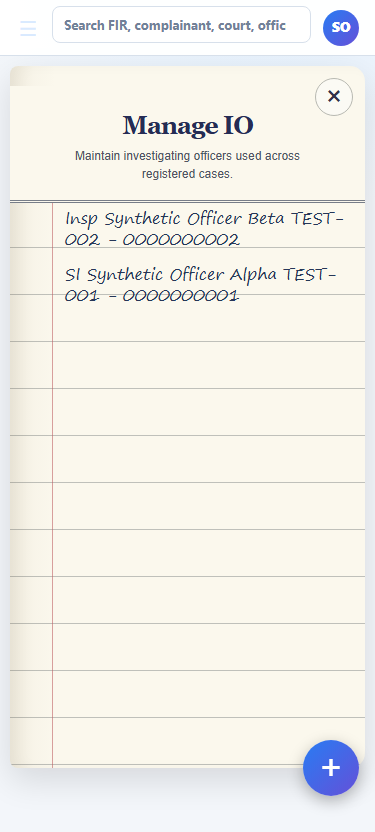 Search FIR, complainant, court, offic
SO
×
Manage IO
Maintain investigating officers used across
registered cases.
Insp Synthetic Officer Beta TEST-
002 - 0000000002
SI Synthetic Officer Alpha TEST-
001 - 0000000001
+